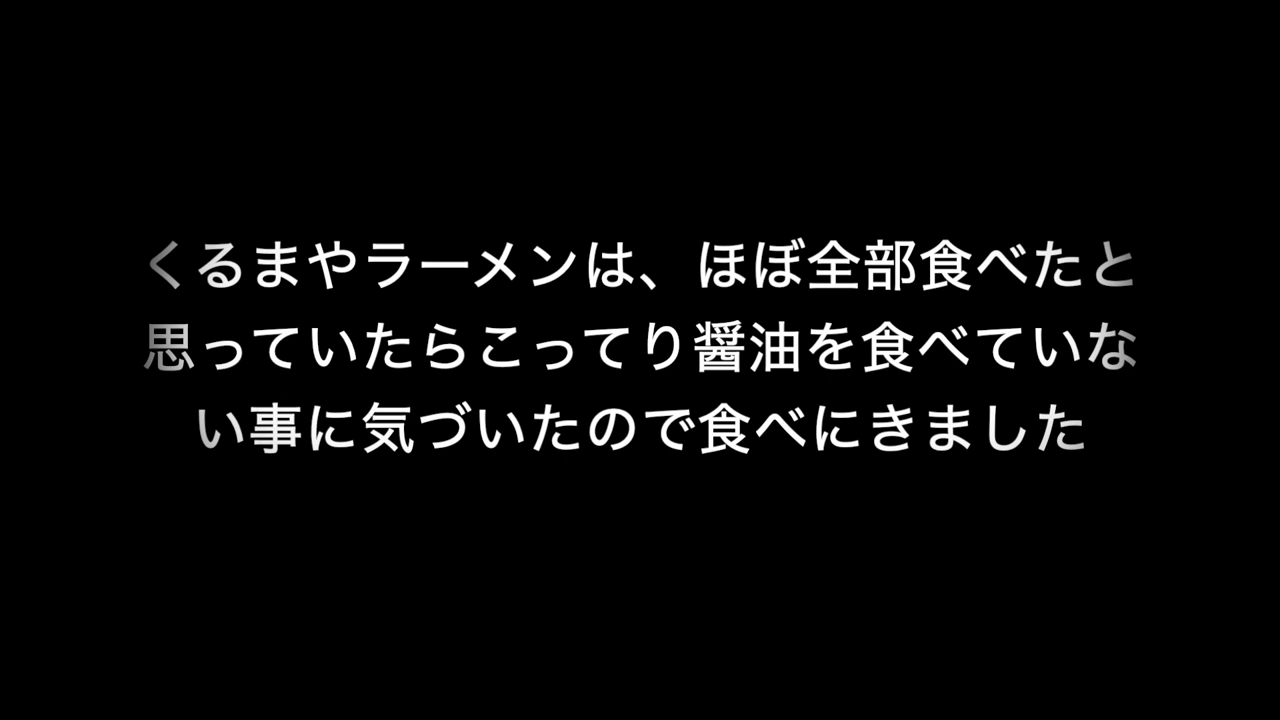 くるまやラーメンは、ほぼ全部食べたと
思っていたらこってり醤油を食べていな
い事に気づいたので食べにきました